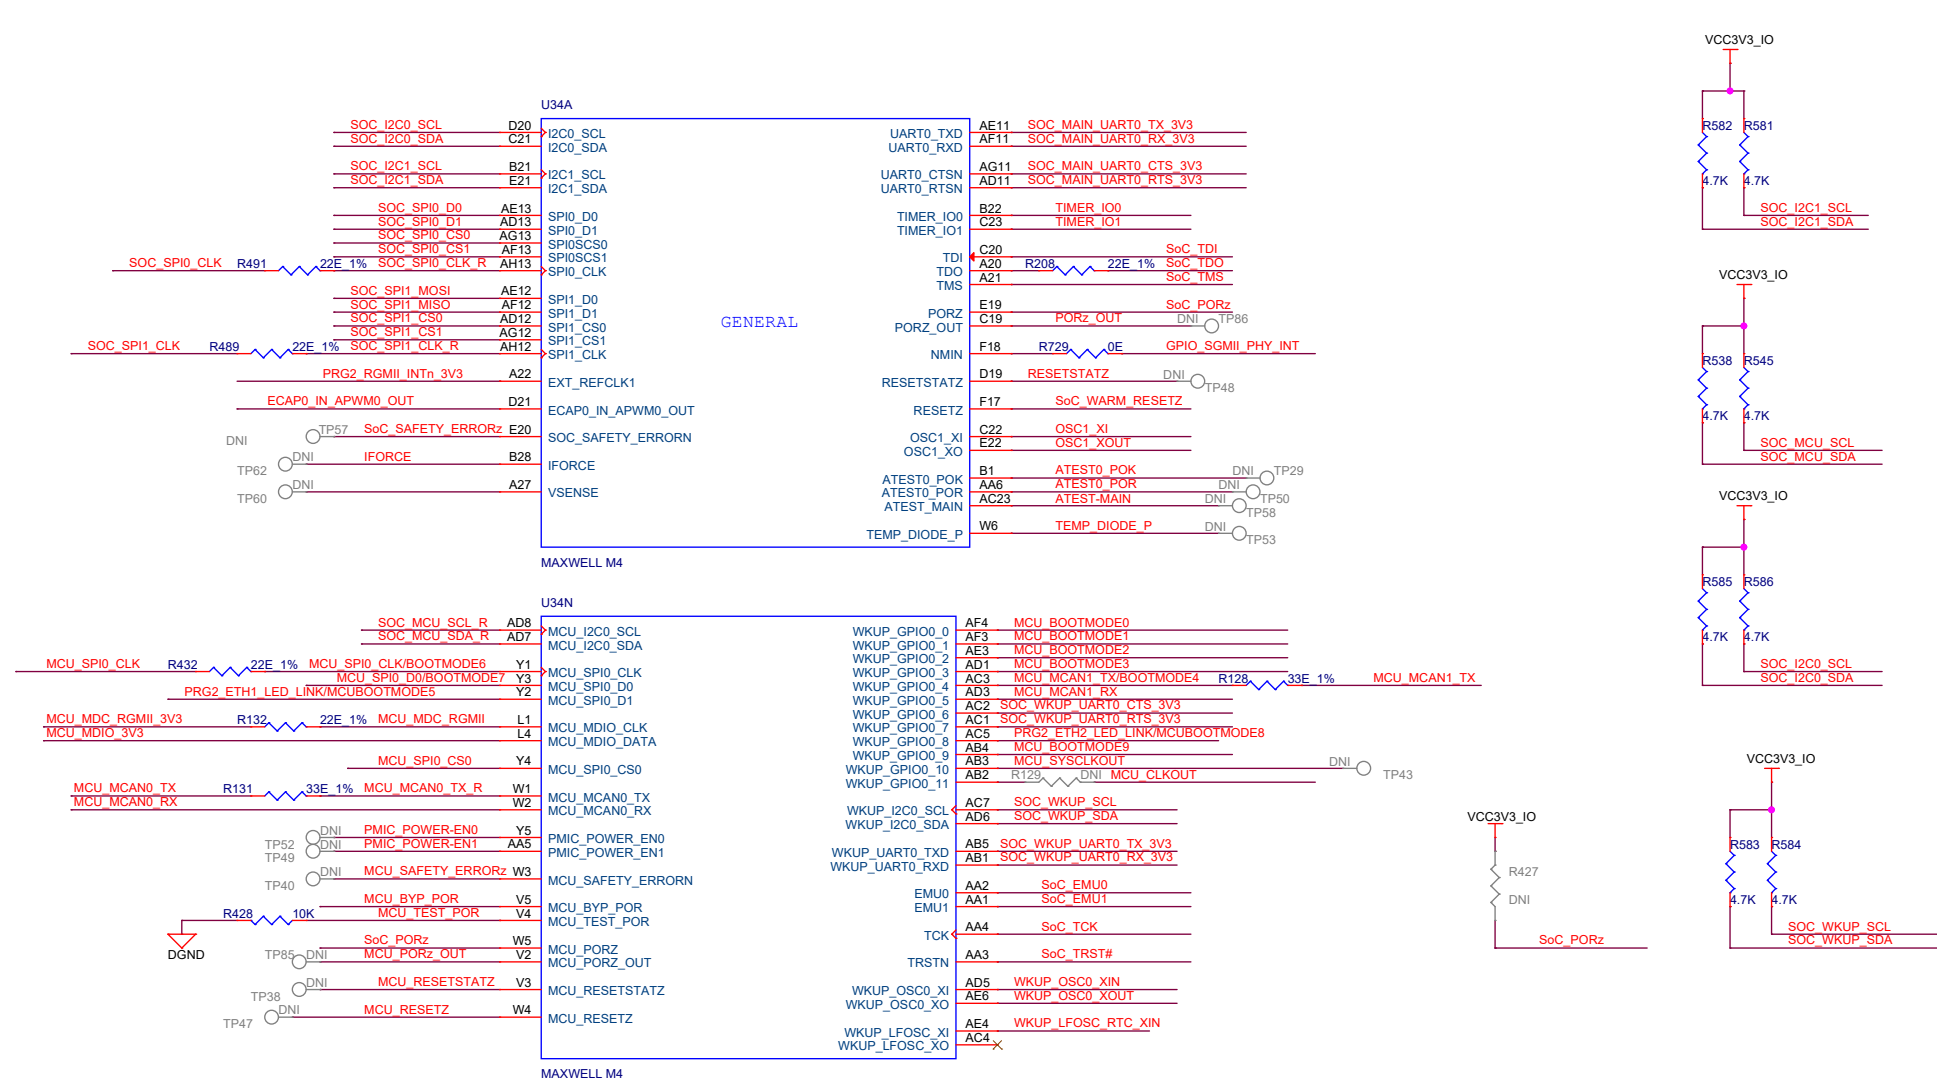 VCC3V3_IO
R582 R581
4.7K 4.7K
SOC_I2C1_SCL
SOC_I2C1_SDA
VCC3V3_IO
R538 R545
4.7K 4.7K
SOC_MCU_SCL
SOC_MCU_SDA
VCC3V3_IO
R585 R586
4.7K 4.7K
SOC_I2C0_SCL
SOC_I2C0_SDA
VCC3V3_IO
R583 R584
4.7K 4.7K
SOC_WKUP_SCL
SOC_WKUP_SDA
VCC3V3_IO
R427
DNI
SoC_PORz
U34A
GENERAL
SOC_I2C0_SCL D20 I2C0_SCL
SOC_I2C0_SDA C21 I2C0_SDA
SOC_I2C1_SCL B21 I2C1_SCL
SOC_I2C1_SDA E21 I2C1_SDA
SOC_SPI0_D0 AE13 SPI0_D0
SOC_SPI0_D1 AD13 SPI0_D1
SOC_SPI0_CS0 AG13 SPI0SCS0
SOC_SPI0_CS1 AF13 SPI0SCS1
SOC_SPI0_CLK R491 22E_1% SOC_SPI0_CLK_R AH13 SPI0_CLK
SOC_SPI1_MOSI AE12 SPI1_D0
SOC_SPI1_MISO AF12 SPI1_D1
SOC_SPI1_CS0 AD12 SPI1_CS0
SOC_SPI1_CS1 AG12 SPI1_CS1
SOC_SPI1_CLK R489 22E_1% SOC_SPI1_CLK_R AH12 SPI1_CLK
PRG2_RGMII_INTn_3V3 A22 EXT_REFCLK1
ECAP0_IN_APWM0_OUT D21 ECAP0_IN_APWM0_OUT
DNI TP57 SoC_SAFETY_ERRORz E20 SOC_SAFETY_ERRORN
TP62 DNI IFORCE B28 IFORCE
TP60 DNI A27 VSENSE
UART0_TXD AE11 SOC_MAIN_UART0_TX_3V3
UART0_RXD AF11 SOC_MAIN_UART0_RX_3V3
UART0_CTSN AG11 SOC_MAIN_UART0_CTS_3V3
UART0_RTSN AD11 SOC_MAIN_UART0_RTS_3V3
TIMER_IO0 B22 TIMER_IO0
TIMER_IO1 C23 TIMER_IO1
TDI C20 SoC_TDI
TDO A20 R208 22E_1% SoC_TDO
TMS A21 SoC_TMS
PORZ E19 SoC_PORz
PORZ_OUT C19 PORz_OUT DNI TP86
NMIN F18 R729 0E GPIO_SGMII_PHY_INT
RESETSTATZ D19 RESETSTATZ DNI TP48
RESETZ F17 SoC_WARM_RESETZ
OSC1_XI C22 OSC1_XI
OSC1_XO E22 OSC1_XOUT
ATEST0_POK B1 ATEST0_POK DNI TP29
ATEST0_POR AA6 ATEST0_POR DNI TP50
ATEST_MAIN AC23 ATEST-MAIN DNI TP58
TEMP_DIODE_P W6 TEMP_DIODE_P DNI TP53
MAXWELL M4
U34N
SOC_MCU_SCL_R AD8 MCU_I2C0_SCL
SOC_MCU_SDA_R AD7 MCU_I2C0_SDA
MCU_SPI0_CLK R432 22E_1% MCU_SPI0_CLK/BOOTMODE6 Y1 MCU_SPI0_CLK
MCU_SPI0_D0/BOOTMODE7 Y3 MCU_SPI0_D0
PRG2_ETH1_LED_LINK/MCUBOOTMODE5 Y2 MCU_SPI0_D1
MCU_MDC_RGMII_3V3 R132 22E_1% MCU_MDC_RGMII L1 MCU_MDIO_CLK
MCU_MDIO_3V3 L4 MCU_MDIO_DATA
MCU_SPI0_CS0 Y4 MCU_SPI0_CS0
MCU_MCAN0_TX R131 33E_1% MCU_MCAN0_TX_R W1 MCU_MCAN0_TX
MCU_MCAN0_RX W2 MCU_MCAN0_RX
TP52 DNI PMIC_POWER-EN0 Y5 PMIC_POWER_EN0
TP49 DNI PMIC_POWER-EN1 AA5 PMIC_POWER_EN1
TP40 DNI MCU_SAFETY_ERRORz W3 MCU_SAFETY_ERRORN
MCU_BYP_POR V5 MCU_BYP_POR
R428 10K MCU_TEST_POR V4 MCU_TEST_POR
DGND
SoC_PORz W5 MCU_PORZ
TP85 DNI MCU_PORz_OUT V2 MCU_PORZ_OUT
TP38 DNI MCU_RESETSTATZ V3 MCU_RESETSTATZ
TP47 DNI MCU_RESETZ W4 MCU_RESETZ
WKUP_GPIO0_0 AF4 MCU_BOOTMODE0
WKUP_GPIO0_1 AF3 MCU_BOOTMODE1
WKUP_GPIO0_2 AE3 MCU_BOOTMODE2
WKUP_GPIO0_3 AD1 MCU_BOOTMODE3
WKUP_GPIO0_4 AC3 MCU_MCAN1_TX/BOOTMODE4 R128 33E_1% MCU_MCAN1_TX
WKUP_GPIO0_5 AD3 MCU_MCAN1_RX
WKUP_GPIO0_6 AC2 SOC_WKUP_UART0_CTS_3V3
WKUP_GPIO0_7 AC1 SOC_WKUP_UART0_RTS_3V3
WKUP_GPIO0_8 AC5 PRG2_ETH2_LED_LINK/MCUBOOTMODE8
WKUP_GPIO0_9 AB4 MCU_BOOTMODE9
WKUP_GPIO0_10 AB3 MCU_SYSCLKOUT DNI TP43
WKUP_GPIO0_11 AB2 R129 DNI MCU_CLKOUT
WKUP_I2C0_SCL AC7 SOC_WKUP_SCL
WKUP_I2C0_SDA AD6 SOC_WKUP_SDA
WKUP_UART0_TXD AB5 SOC_WKUP_UART0_TX_3V3
WKUP_UART0_RXD AB1 SOC_WKUP_UART0_RX_3V3
EMU0 AA2 SoC_EMU0
EMU1 AA1 SoC_EMU1
TCK AA4 SoC_TCK
TRSTN AA3 SoC_TRST#
WKUP_OSC0_XI AD5 WKUP_OSC0_XIN
WKUP_OSC0_XO AE6 WKUP_OSC0_XOUT
WKUP_LFOSC_XI AE4 WKUP_LFOSC_RTC_XIN
WKUP_LFOSC_XO AC4
MAXWELL M4